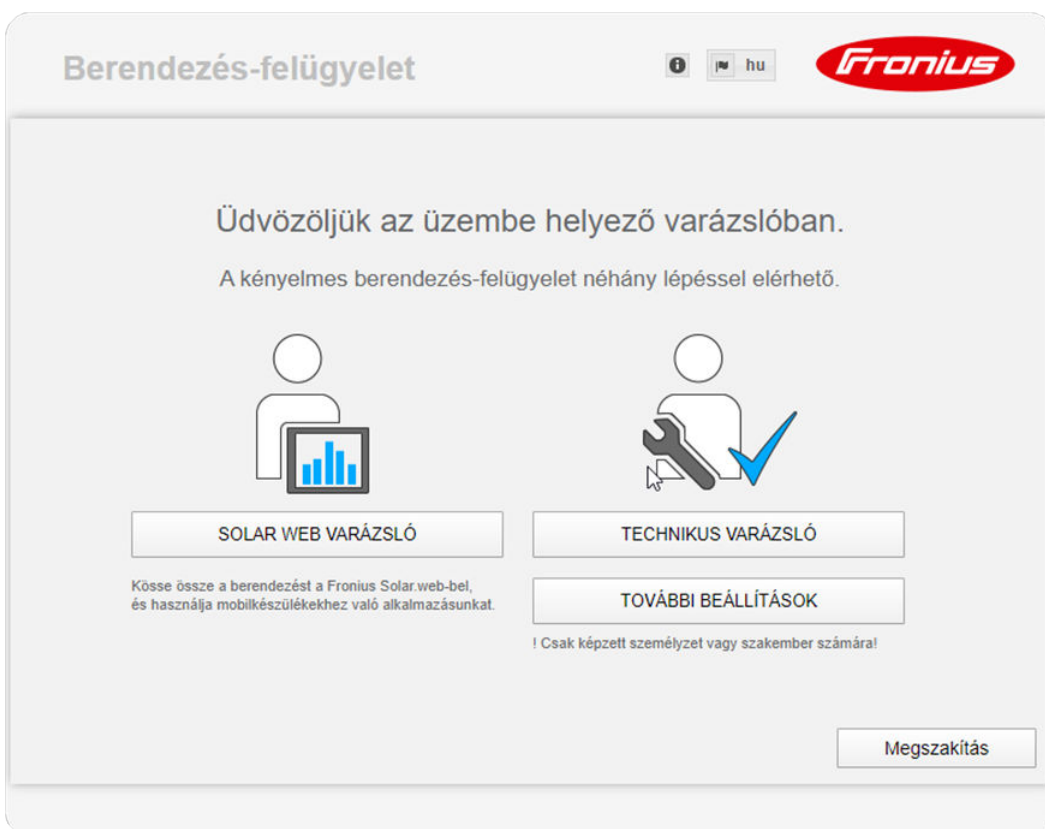 Berendezés-felügyelet
hu
Fronius
Üdvözöljük az üzembe helyező varázslóban.
A kényelmes berendezés-felügyelet néhány lépéssel elérhető.
SOLAR WEB VARÁZSLÓ
TECHNIKUS VARÁZSLÓ
Kösse össze a berendezést a Fronius Solar.web-bel,
és használja mobilkészülékekhez való alkalmazásunkat.
TOVÁBBI BEÁLLÍTÁSOK
! Csak képzett személyzet vagy szakember számára!
Megszakítás